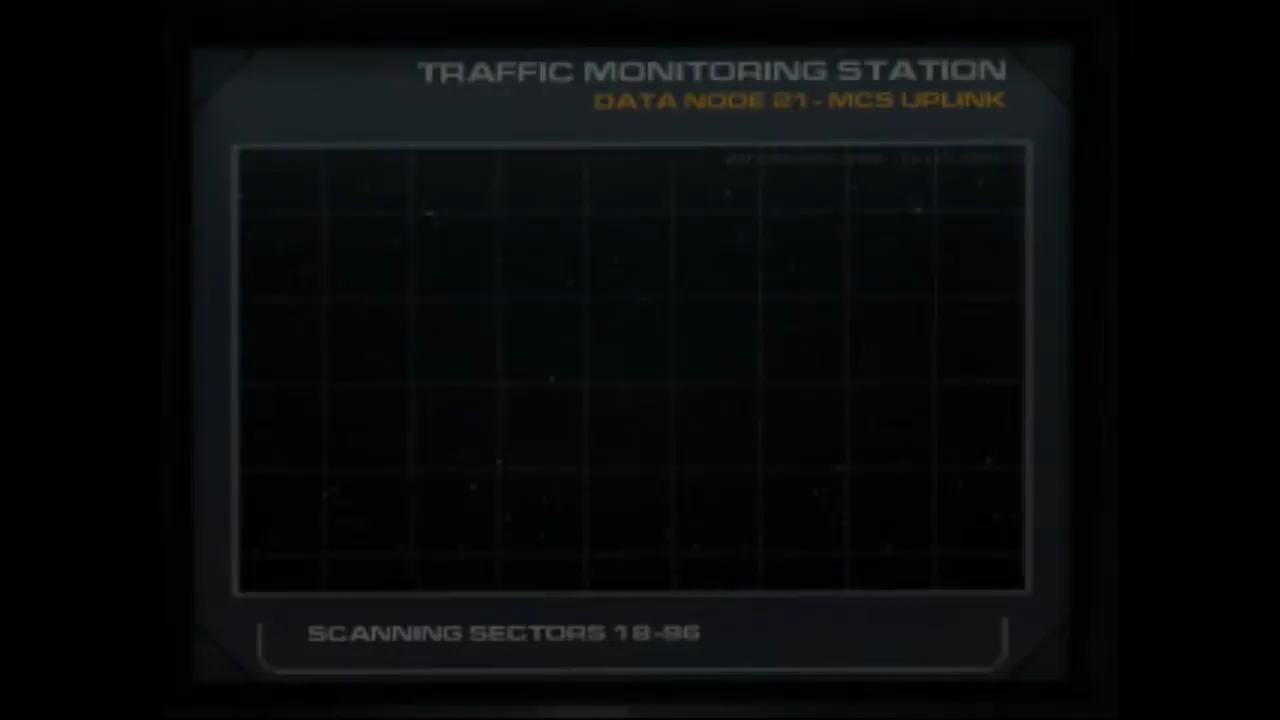 TRAFFIC MONITORING STATION
DATA NODE 21 - MCS UPLINK
SCANNING SECTORS 18-96